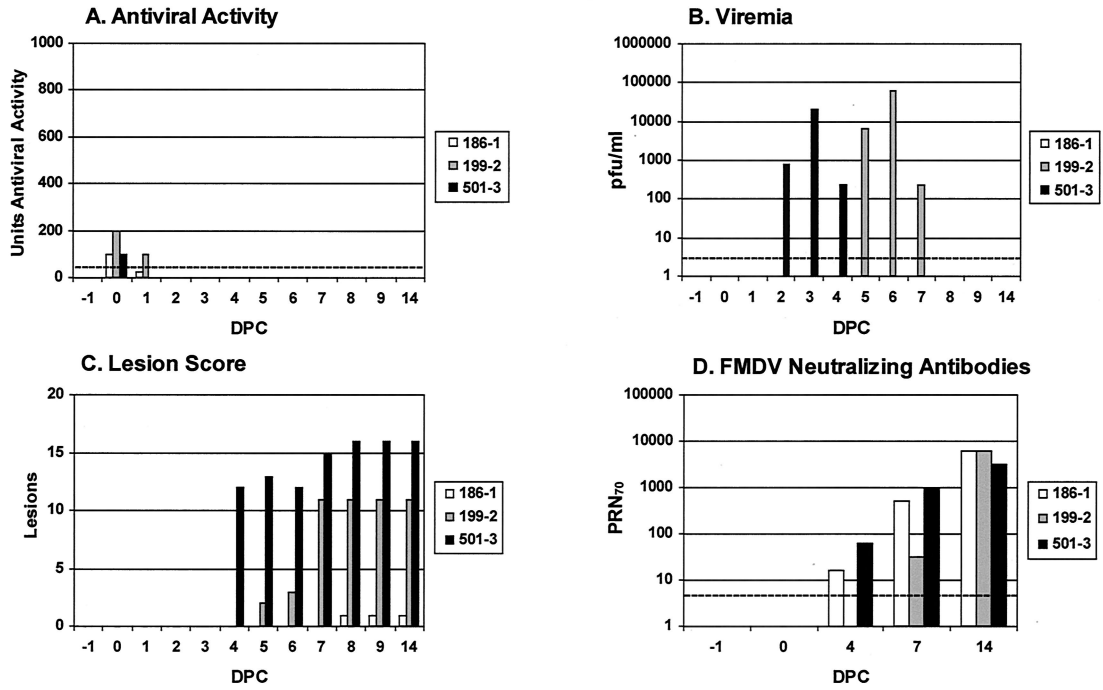 A. Antiviral Activity
1000
800
600
400
200
0
Units Antiviral Activity
-1 0 1 2 3 4 5 6 7 8 9 14
DPC
186-1
199-2
501-3
B. Viremia
1000000
100000
10000
1000
100
10
1
pfu/ml
-1 0 1 2 3 4 5 6 7 8 9 14
DPC
186-1
199-2
501-3
C. Lesion Score
20
15
10
5
0
Lesions
-1 0 1 2 3 4 5 6 7 8 9 14
DPC
186-1
199-2
501-3
D. FMDV Neutralizing Antibodies
100000
10000
1000
100
10
1
PRN₇₀
-1 0 4 7 14
DPC
186-1
199-2
501-3